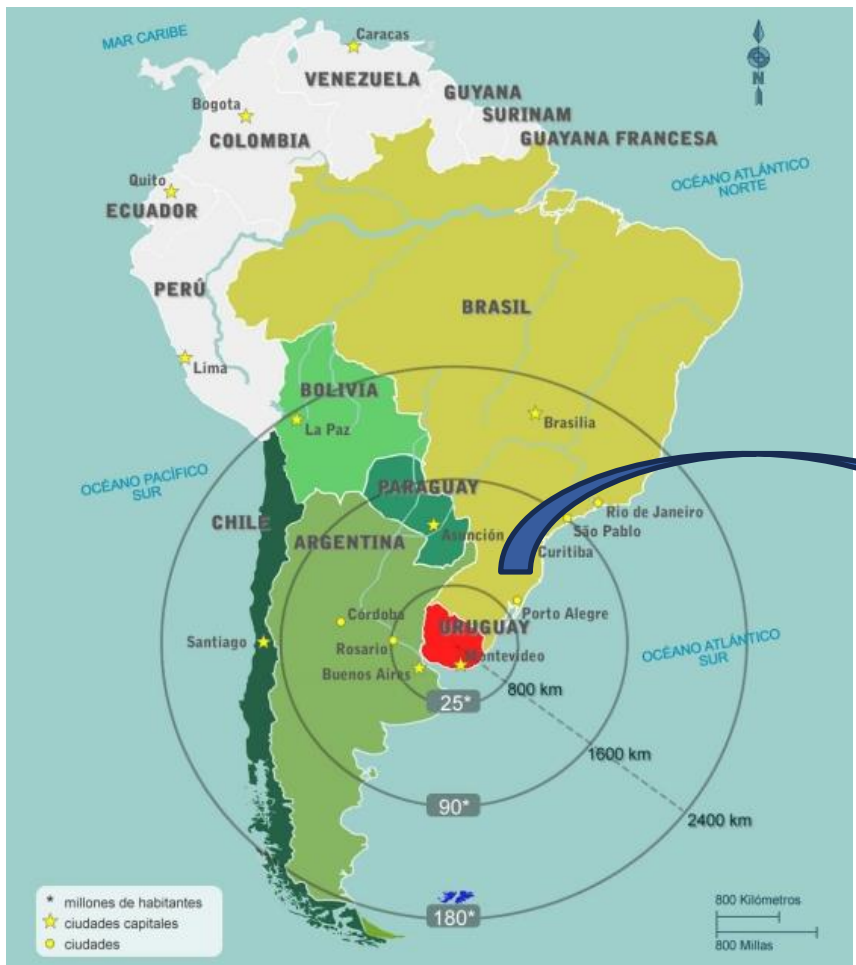 MAR CARIBE
Caracas
VENEZUELA
GUYANA
SURINAM
GUAYANA FRANCESA
Bogota
COLOMBIA
N
OCÉANO ATLÁNTICO
NORTE
Quito
ECUADOR
PERÚ
BRASIL
Lima
BOLIVIA
La Paz
Brasilia
OCÉANO PACÍFICO
SUR
PARAGUAY
CHILE
ARGENTINA
Asunción
Rio de Janeiro
São Pablo
Curitiba
Córdoba
Porto Alegre
URUGUAY
Santiago
Rosario
Montevideo
Buenos Aires
OCÉANO ATLÁNTICO
SUR
800 km
25*
1600 km
90*
2400 km
180*
* millones de habitantes
ciudades capitales
ciudades
800 Kilómetros
800 Millas